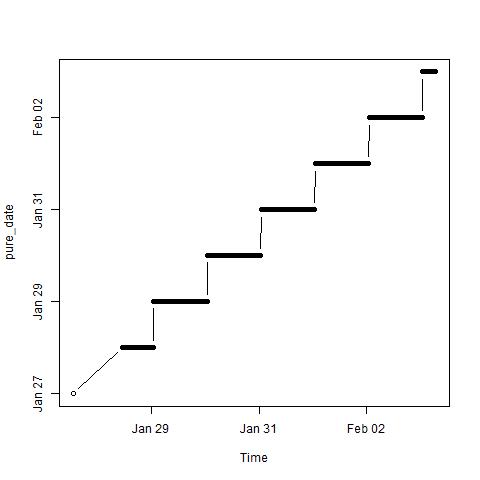 Feb 02
Jan 31
Jan 29
Jan 27
pure_date
Jan 29 Jan 31 Feb 02
Time